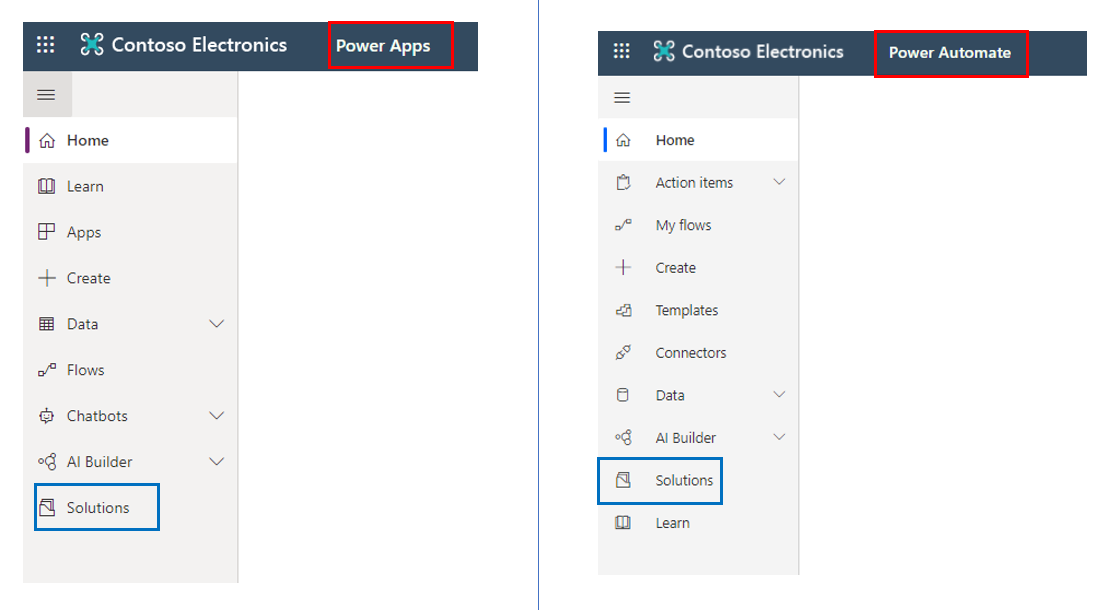 Contoso Electronics Power Apps
Home
Learn
Apps
Create
Data
Flows
Chatbots
AI Builder
Solutions
Contoso Electronics Power Automate
Home
Action items
My flows
Create
Templates
Connectors
Data
AI Builder
Solutions
Learn